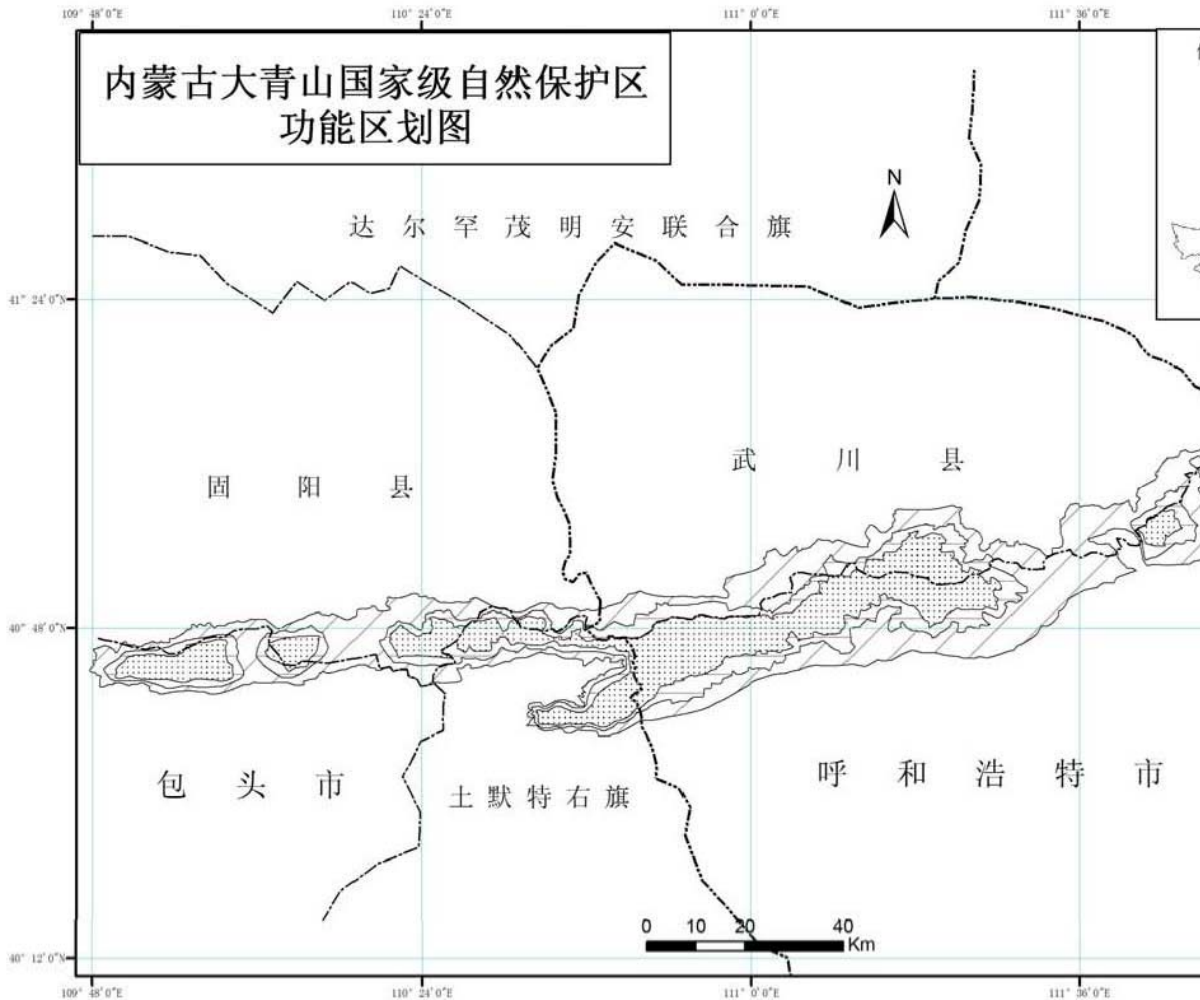 109° 48′0″E
110° 24′0″E
111° 0′0″E
111° 36′0″E
内蒙古大青山国家级自然保护区
功能区划图
N
达尔罕茂明安联合旗
41° 24′0″N
武川县
固阳县
40° 48′0″N
包头市
土默特右旗
呼和浩特市
0 10 20 40
Km
40° 12′0″N
109° 48′0″E
110° 24′0″E
111° 0′0″E
111° 36′0″E